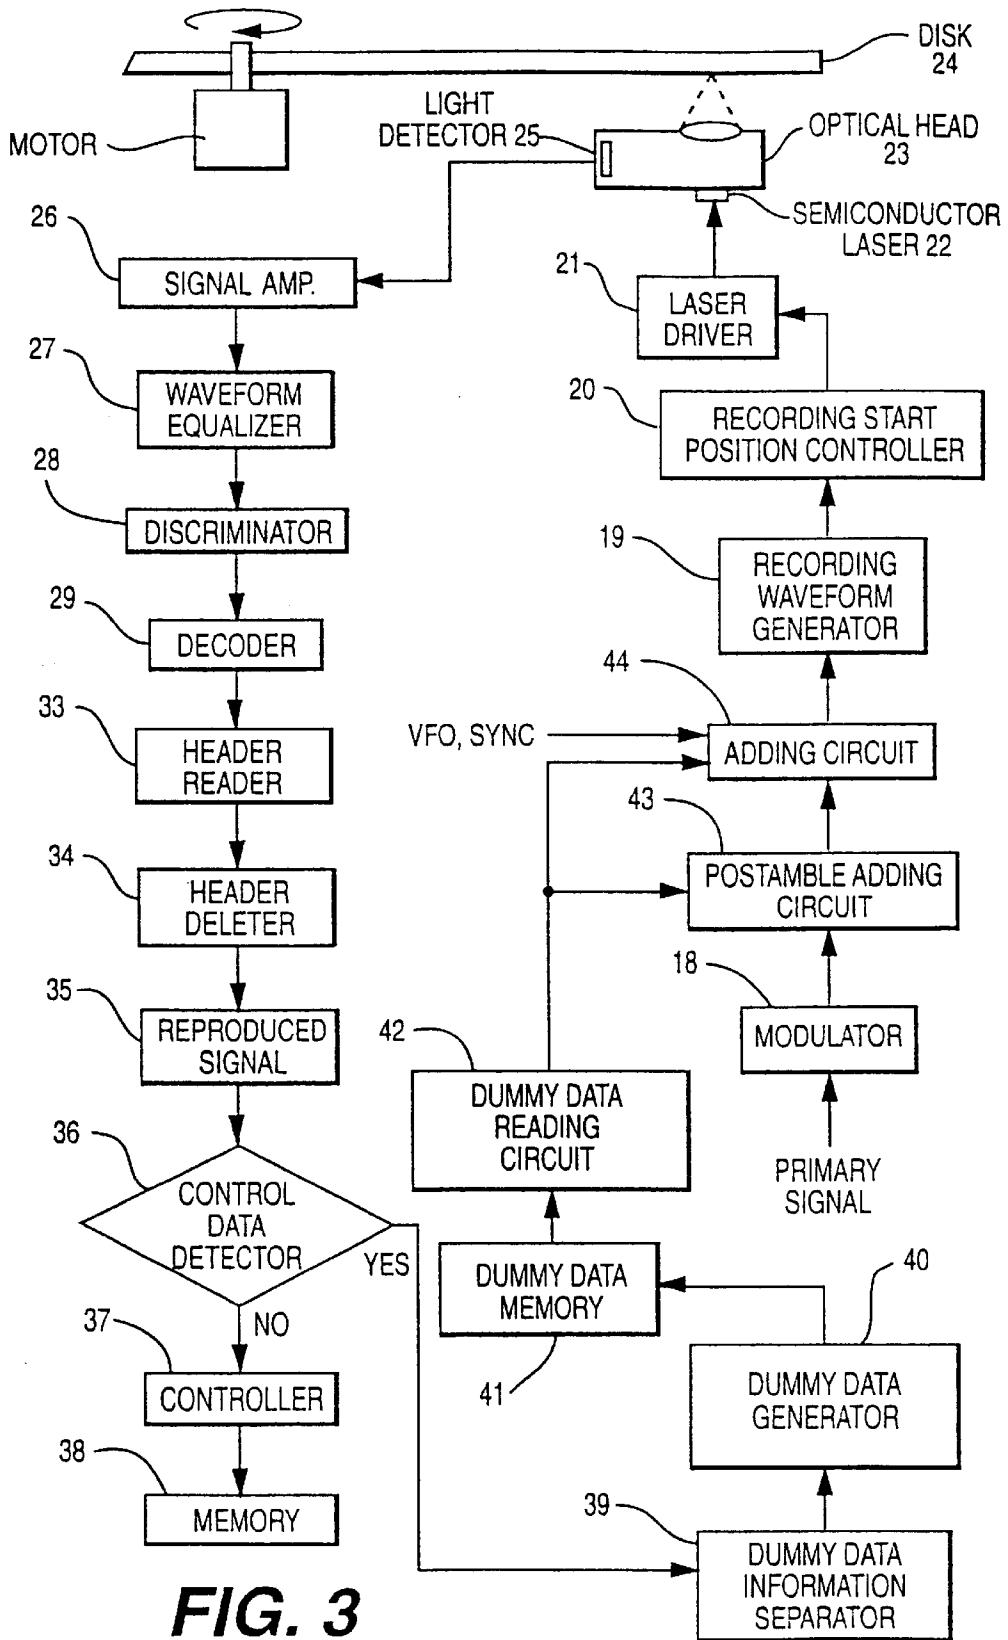 DISK
24
LIGHT
DETECTOR 25
MOTOR
OPTICAL HEAD
23
SEMICONDUCTOR
LASER 22
26
SIGNAL AMP.
21
LASER
DRIVER
27
WAVEFORM
EQUALIZER
20
RECORDING START
POSITION CONTROLLER
28
DISCRIMINATOR
19
RECORDING
WAVEFORM
GENERATOR
29
DECODER
44
33
HEADER
READER
VFO, SYNC
ADDING CIRCUIT
43
34
HEADER
DELETER
POSTAMBLE ADDING
CIRCUIT
18
35
REPRODUCED
SIGNAL
42
MODULATOR
DUMMY DATA
READING
CIRCUIT
36
CONTROL
DATA
DETECTOR
YES
PRIMARY
SIGNAL
NO
DUMMY DATA
MEMORY
40
37
CONTROLLER
41
DUMMY DATA
GENERATOR
38
MEMORY
39
DUMMY DATA
INFORMATION
SEPARATOR
FIG. 3